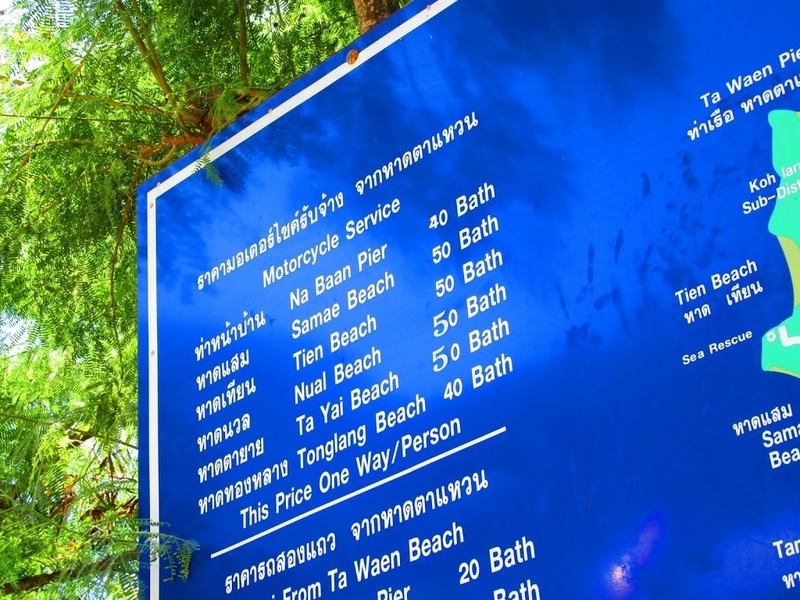 ราคามอเตอร์ไซค์รับจ้าง จากหาดตาแหวน
Motorcycle Service
ท่าหน้าบ้าน Na Baan Pier 40 Bath
หาดแสม Samae Beach 50 Bath
หาดเทียน Tien Beach 50 Bath
หาดนวล Nual Beach 50 Bath
หาดตายาย Ta Yai Beach 50 Bath
หาดทองหลาง Tonglang Beach 40 Bath
This Price One Way/Person
ราคารถสองแถว จากหาดตาแหวน
From Ta Waen Beach
Pier 20 Bath
Bath
Ta Waen
ท่าเรือ
Koh
Tien Beach
หาด เทียน
Sea Rescue
หาดแสม